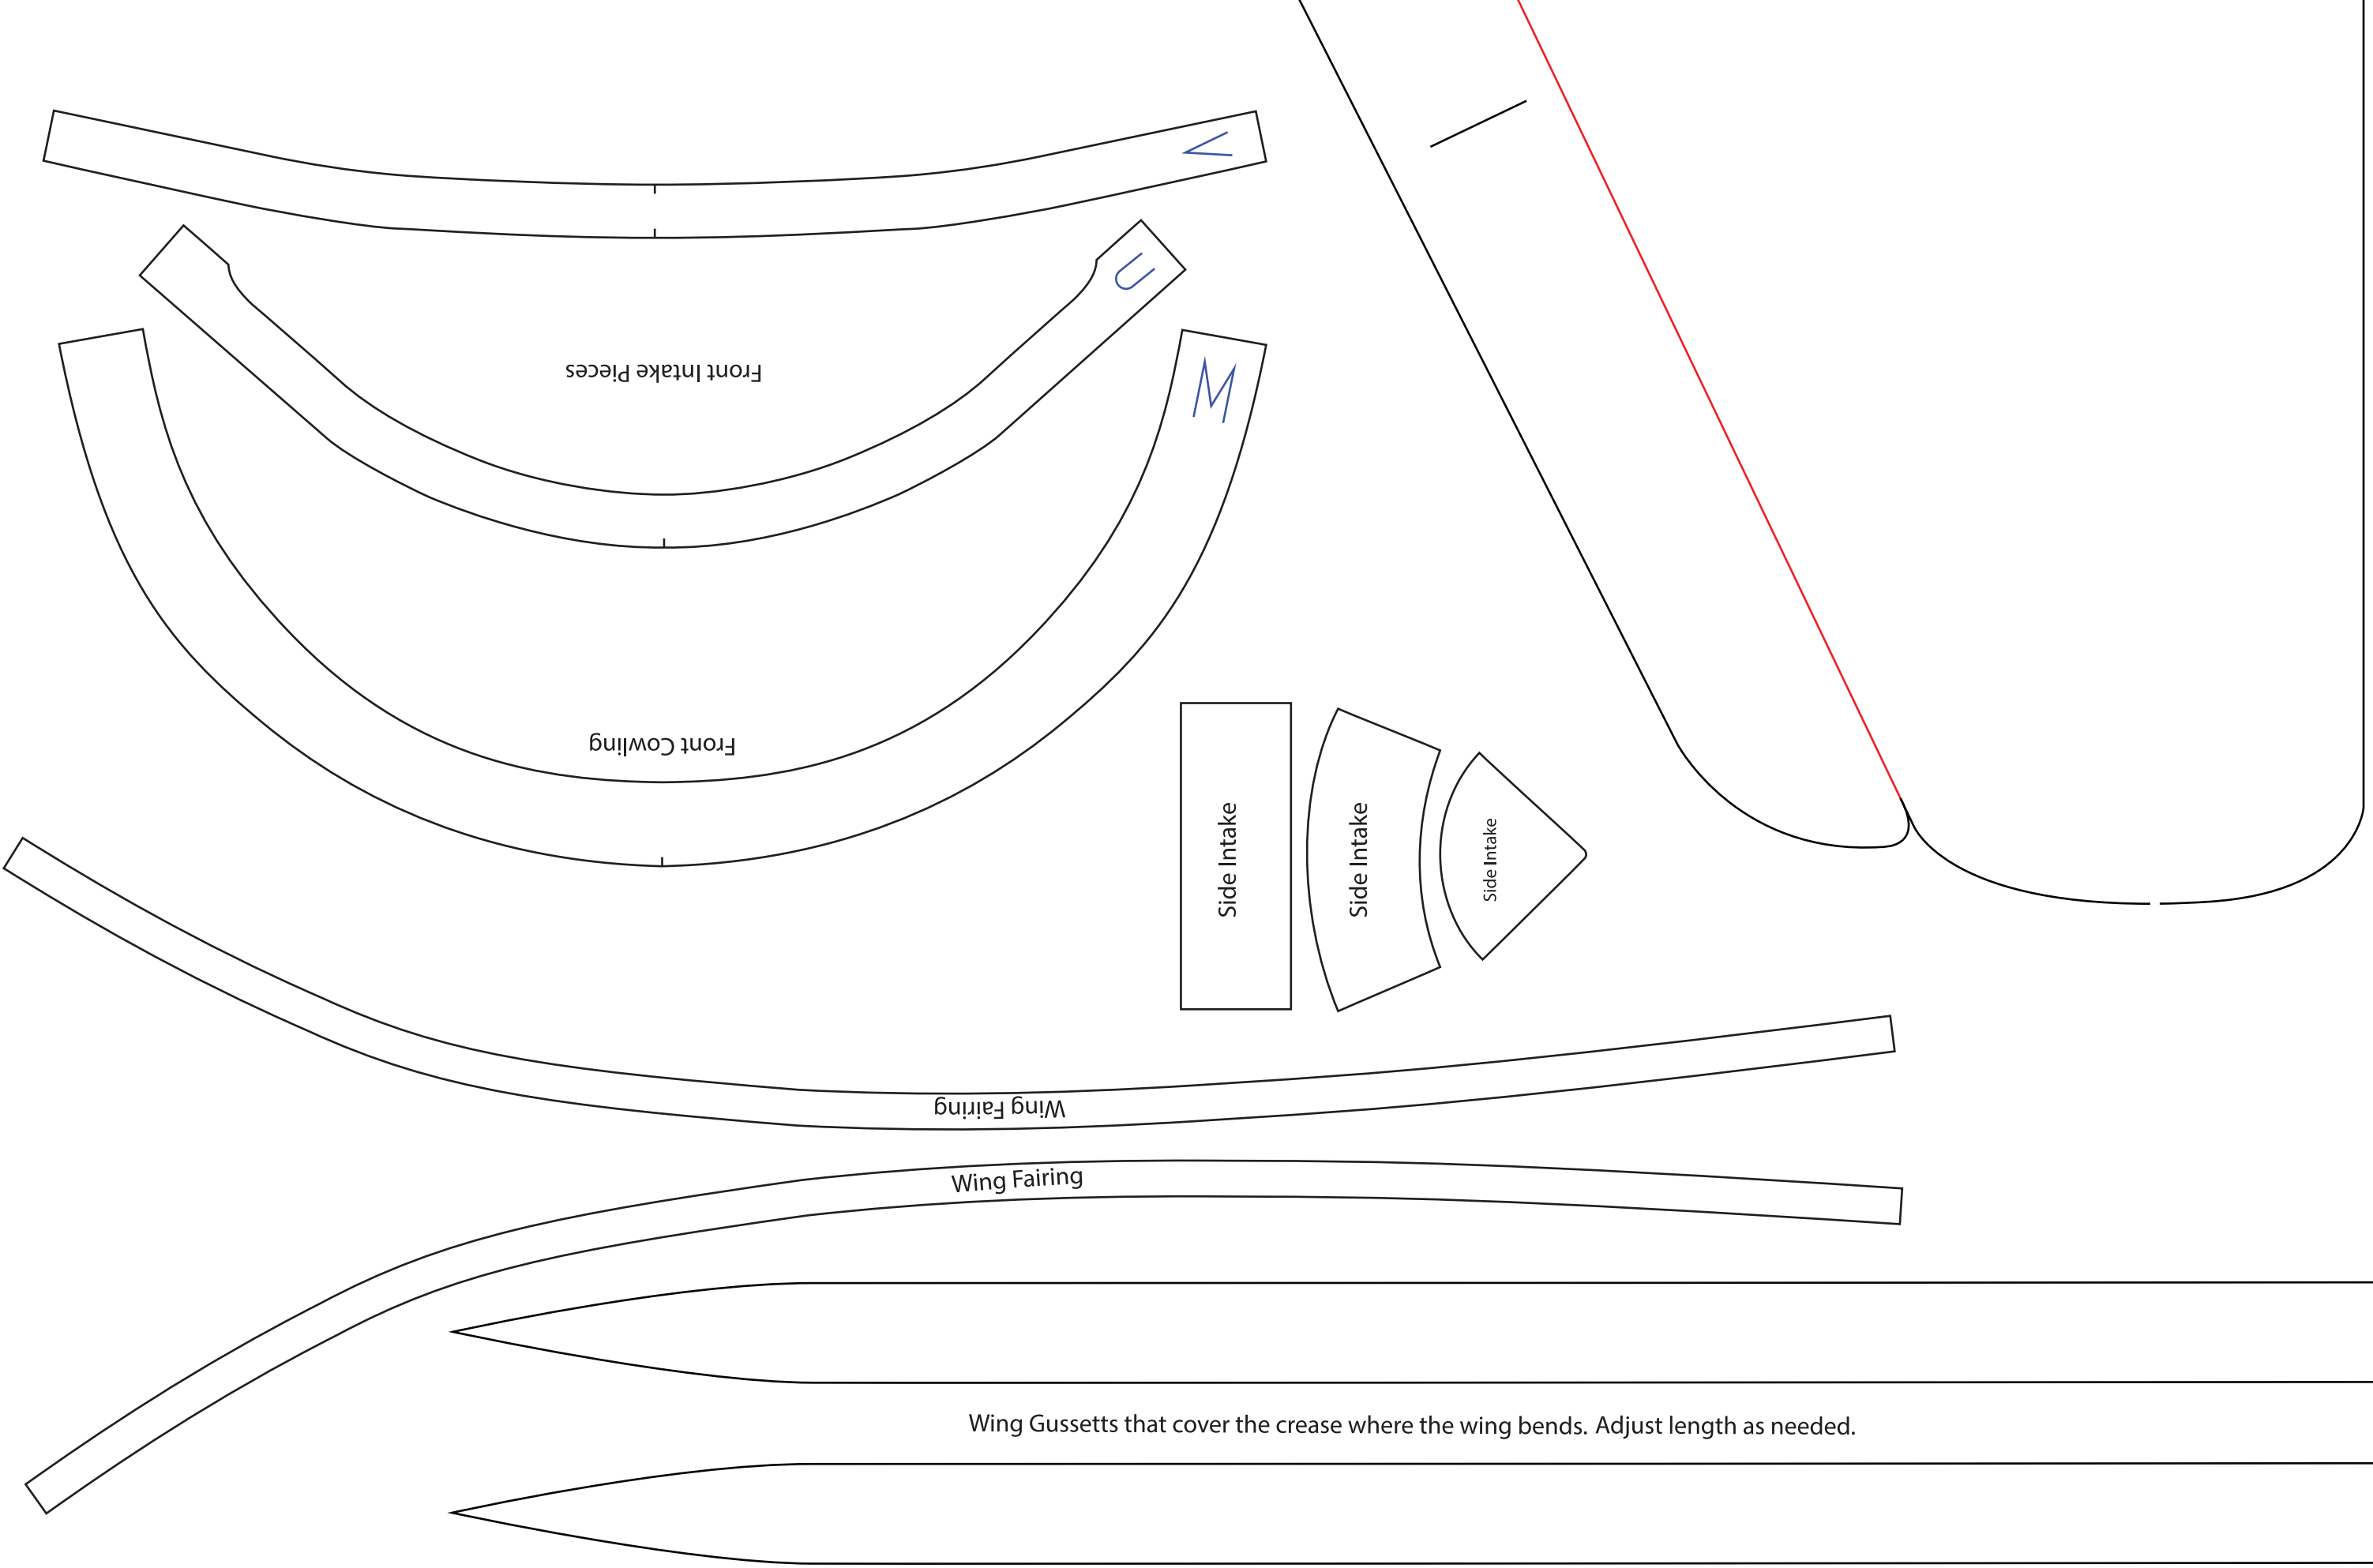 V
U
Front Intake Pieces
M
Front Cowling
Side Intake
Side Intake
Side Intake
Wing Fairing
Wing Fairing
Wing Gussetts that cover the crease where the wing bends. Adjust length as needed.